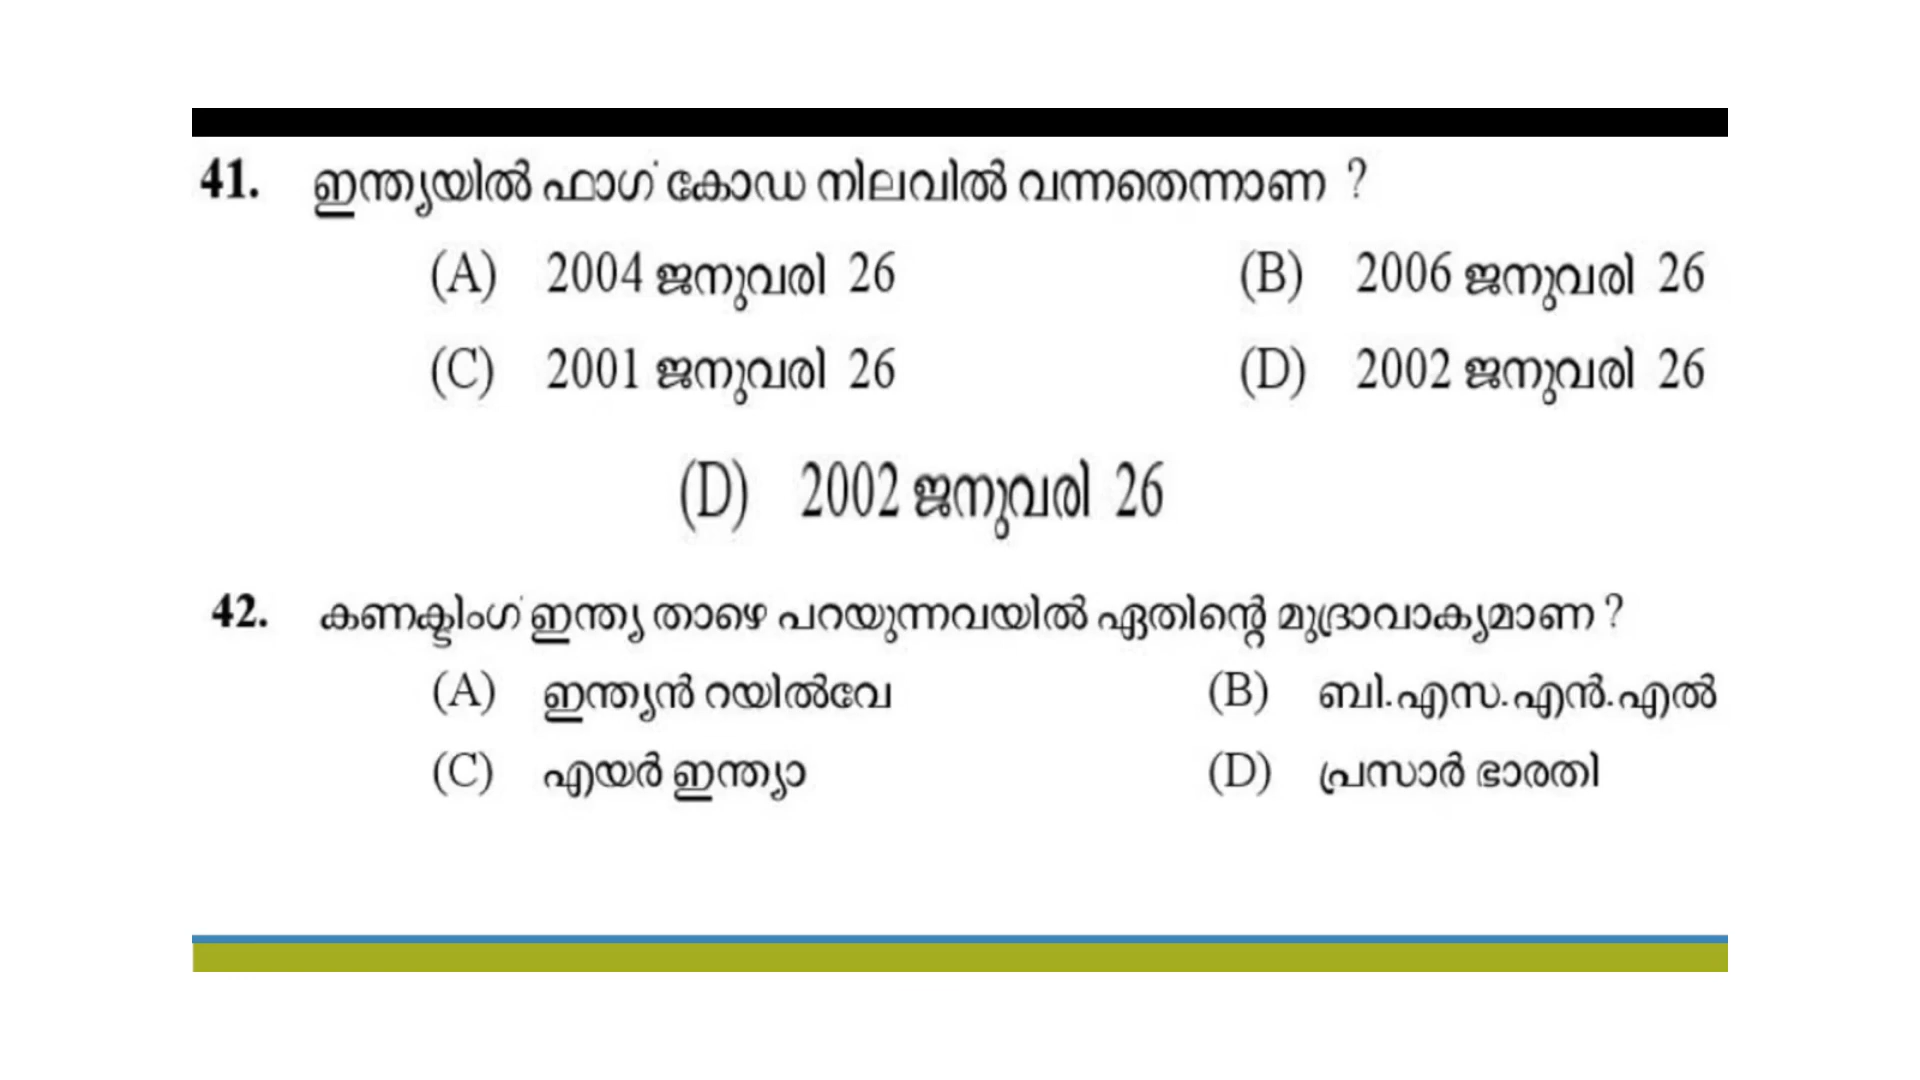 41. ഇന്ത്യയിൽ ഫാഗ് കോഡ നിലവിൽ വന്നതെന്നാണ ?
(A) 2004 ജനുവരി 26 (B) 2006 ജനുവരി 26
(C) 2001 ജനുവരി 26 (D) 2002 ജനുവരി 26
(D) 2002 ജനുവരി 26
42. കണക്ടിംഗ് ഇന്ത്യ താഴെ പറയുന്നവയിൽ ഏതിന്റെ മുദ്രാവാക്യമാണ ?
(A) ഇന്ത്യൻ റയിൽവേ (B) ബി.എസ.എൻ.എൽ
(C) എയർ ഇന്ത്യാ (D) പ്രസാർ ഭാരതി